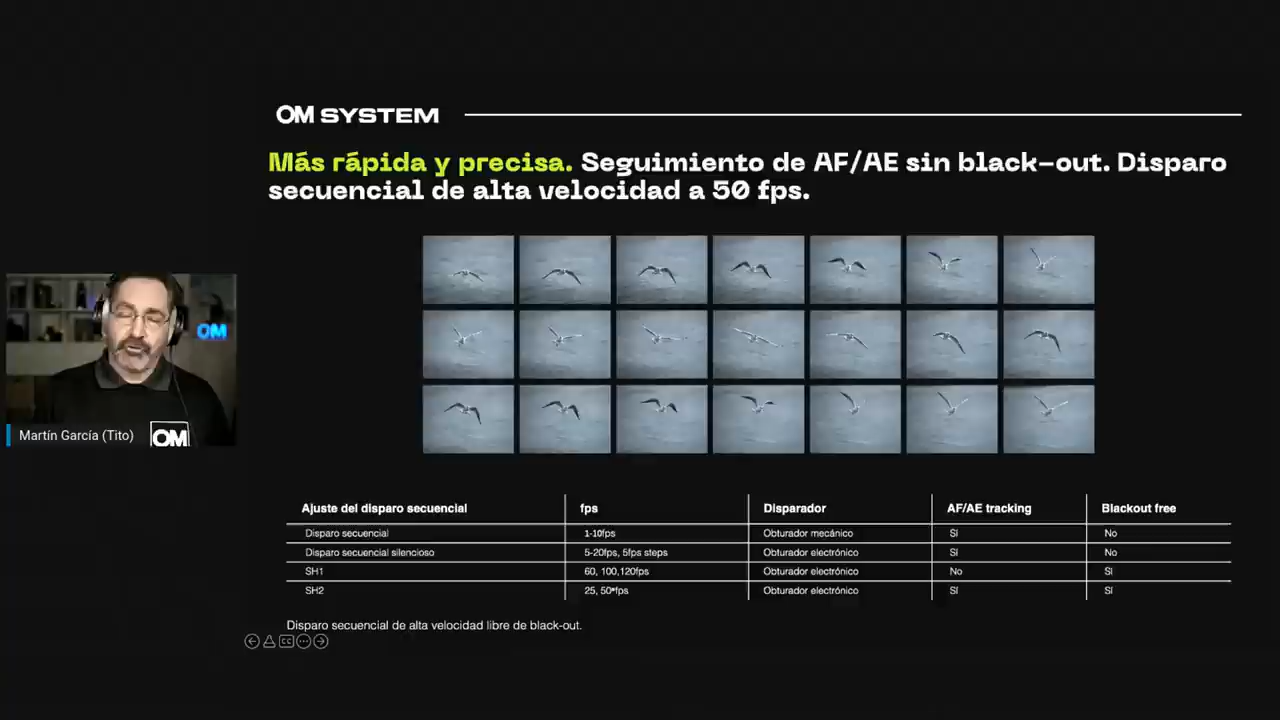 OM SYSTEM
Más rápida y precisa. Seguimiento de AF/AE sin black-out. Disparo
secuencial de alta velocidad a 50 fps.
OM
Martín García (Tito)
OM
Ajuste del disparo secuencial fps Disparador AF/AE tracking Blackout free
Disparo secuencial 1-10fps Obturador mecánico SI No
Disparo secuencial silencioso 5-20fps, 5fps steps Obturador electrónico SI No
SH1 60, 100,120fps Obturador electrónico No SI
SH2 25, 50*fps Obturador electrónico SI SI
Disparo secuencial de alta velocidad libre de black-out.
CC